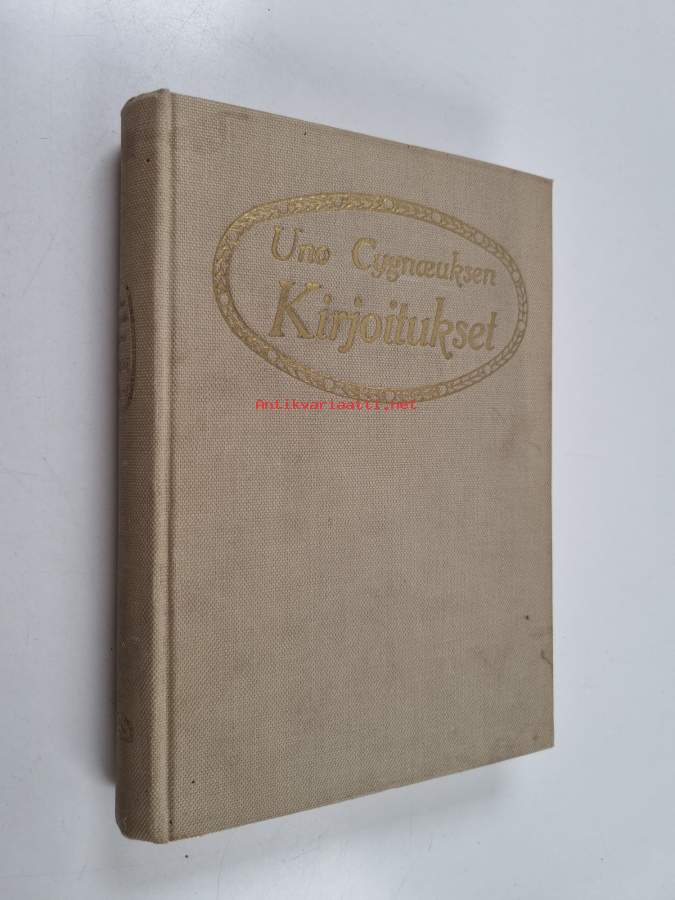 Uno Cygnæuksen
Kirjoitukset
Antikvariaatti.net